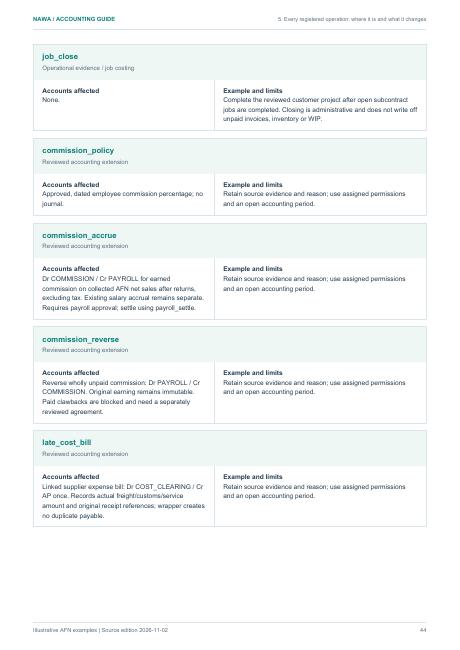 NAWA / ACCOUNTING GUIDE
5. Every registered operation: where it is and what it changes
job_close
Operational evidence / job costing
Accounts affected
None.
Example and limits
Complete the reviewed customer project after open subcontract
jobs are completed. Closing is administrative and does not write off
unpaid invoices, inventory or WIP.
commission_policy
Reviewed accounting extension
Accounts affected
Approved, dated employee commission percentage; no
journal.
Example and limits
Retain source evidence and reason; use assigned permissions
and an open accounting period.
commission_accrue
Reviewed accounting extension
Accounts affected
Dr COMMISSION / Cr PAYROLL for earned
commission on collected AFN net sales after returns,
excluding tax. Existing salary accrual remains separate.
Requires payroll approval; settle using payroll_settle.
Example and limits
Retain source evidence and reason; use assigned permissions
and an open accounting period.
commission_reverse
Reviewed accounting extension
Accounts affected
Reverse wholly unpaid commission: Dr PAYROLL / Cr
COMMISSION. Original earning remains immutable.
Paid clawbacks are blocked and need a separately
reviewed agreement.
Example and limits
Retain source evidence and reason; use assigned permissions
and an open accounting period.
late_cost_bill
Reviewed accounting extension
Accounts affected
Linked supplier expense bill: Dr COST_CLEARING / Cr
AP once. Records actual freight/customs/service
amount and original receipt references; wrapper creates
no duplicate payable.
Example and limits
Retain source evidence and reason; use assigned permissions
and an open accounting period.
Illustrative AFN examples | Source edition 2026-11-02
44